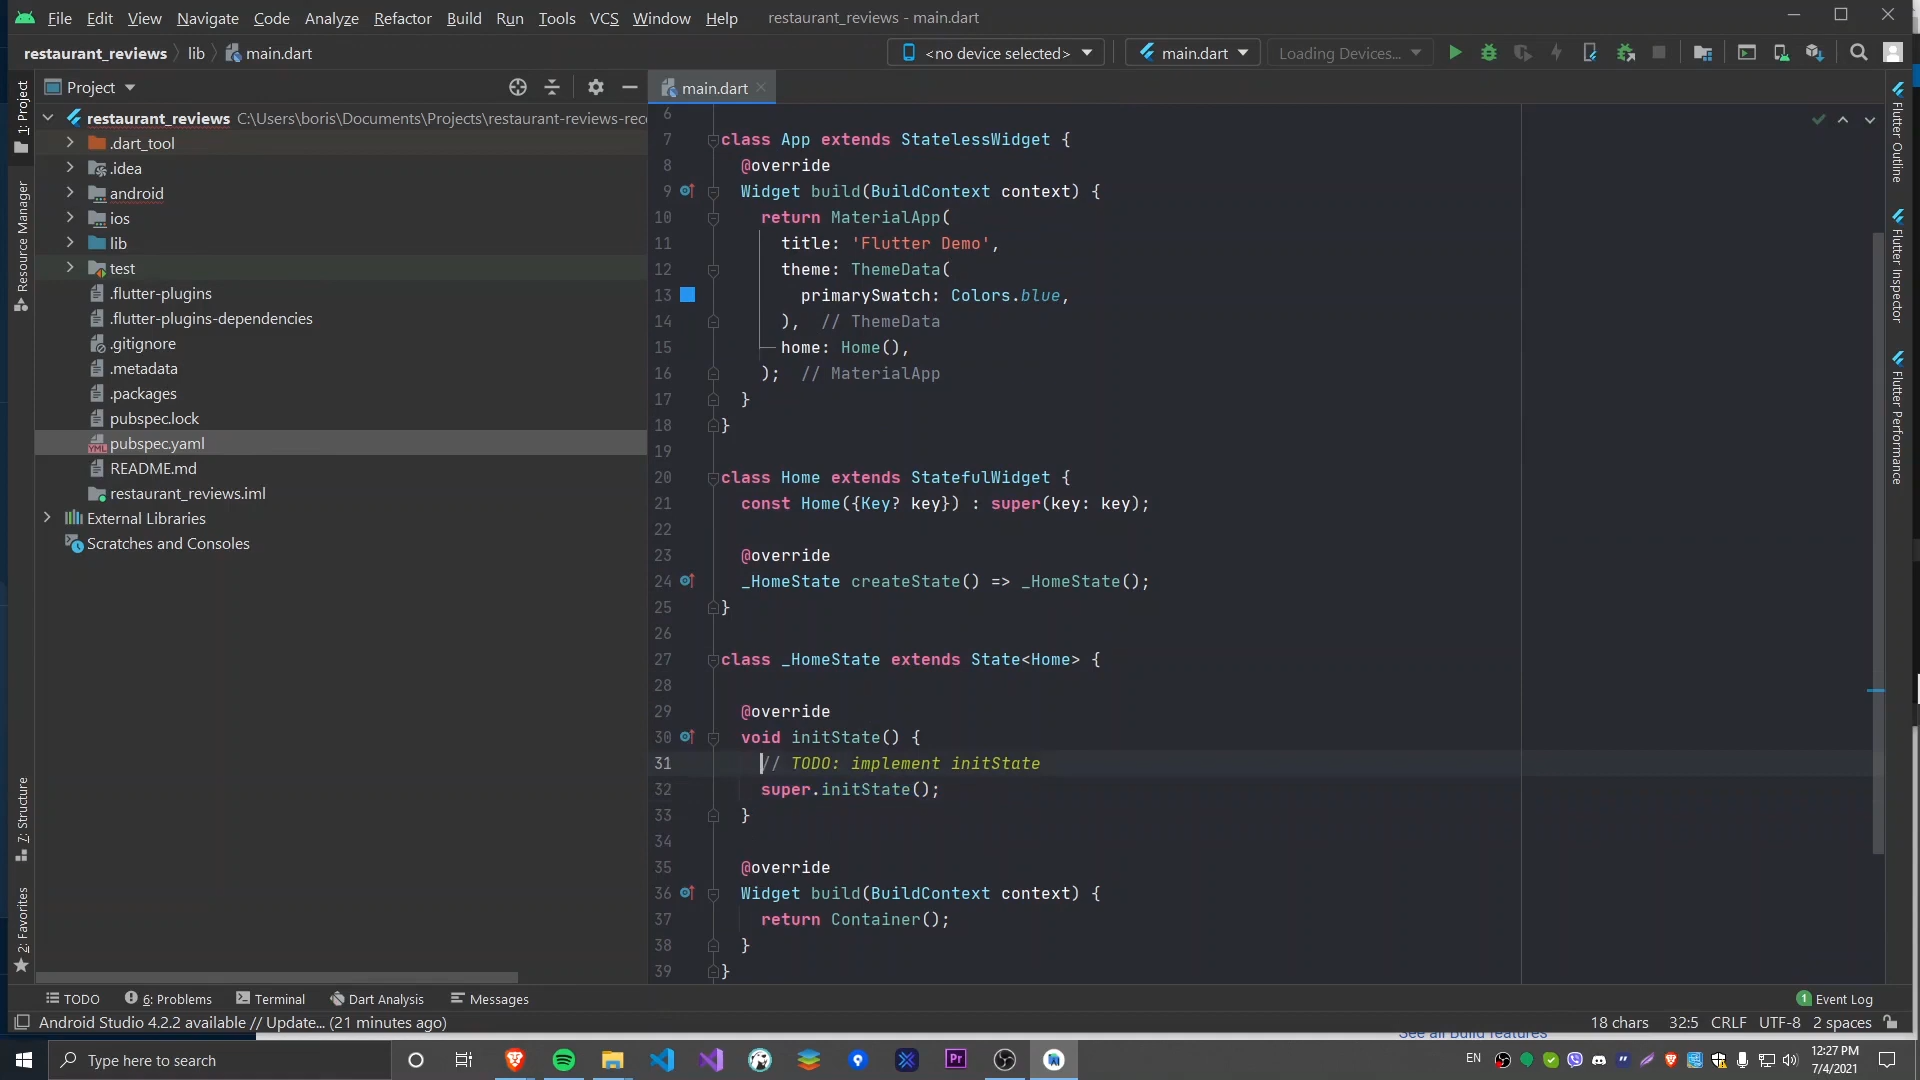 File Edit View Navigate Code Analyze Refactor Build Run Tools VCS Window Help restaurant_reviews - main.dart
restaurant_reviews lib main.dart <no device selected> main.dart Loading Devices...
Project main.dart
restaurant_reviews C:\Users\boris\Documents\Projects\restaurant-reviews-reco
.dart_tool
.idea
android
ios
lib
test
.flutter-plugins
.flutter-plugins-dependencies
.gitignore
.metadata
.packages
pubspec.lock
pubspec.yaml
README.md
restaurant_reviews.iml
External Libraries
Scratches and Consoles
1: Project
Resource Manager
7: Structure
2: Favorites
6
7 class App extends StatelessWidget {
8 @override
9 Widget build(BuildContext context) {
10 return MaterialApp(
11 title: 'Flutter Demo',
12 theme: ThemeData(
13 primarySwatch: Colors.blue,
14 ), // ThemeData
15 home: Home(),
16 ); // MaterialApp
17 }
18 }
19
20 class Home extends StatefulWidget {
21 const Home({Key? key}) : super(key: key);
22
23 @override
24 _HomeState createState() => _HomeState();
25 }
26
27 class _HomeState extends State<Home> {
28
29 @override
30 void initState() {
31 // TODO: implement initState
32 super.initState();
33 }
34
35 @override
36 Widget build(BuildContext context) {
37 return Container();
38 }
39 }
Flutter Outline
Flutter Inspector
Flutter Performance
TODO 6: Problems Terminal Dart Analysis Messages 1 Event Log
Android Studio 4.2.2 available // Update... (21 minutes ago) 18 chars 32:5 CRLF UTF-8 2 spaces
See all Build features
Type here to search Pr EN 12:27 PM
7/4/2021